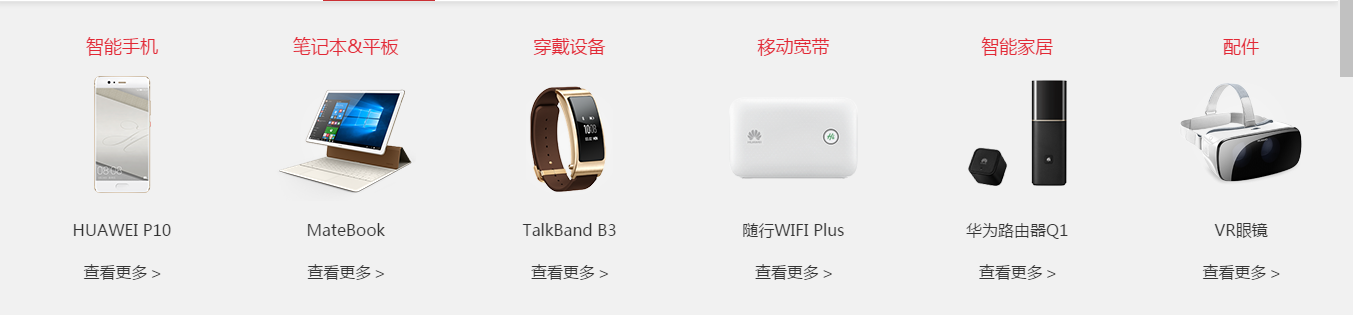 智能手机
笔记本&平板
穿戴设备
移动宽带
智能家居
配件
08:08
1008
HUAWEI P10
MateBook
TalkBand B3
随行WIFI Plus
华为路由器Q1
VR眼镜
查看更多 >
查看更多 >
查看更多 >
查看更多 >
查看更多 >
查看更多 >